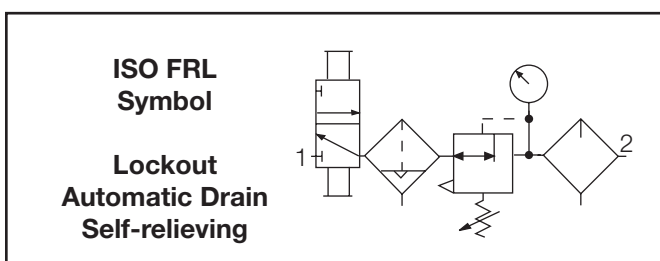 ISO FRL
Symbol
Lockout
Automatic Drain
Self-relieving
1
2